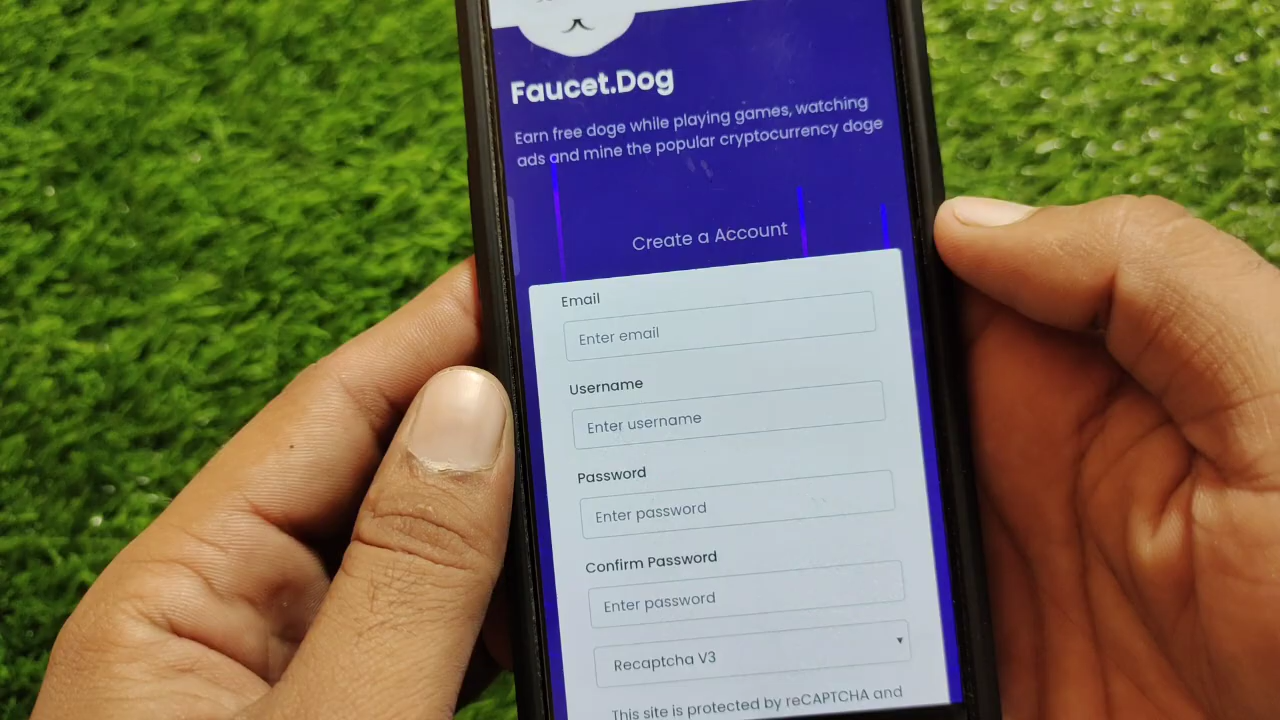 Faucet.Dog
Earn free doge while playing games, watching
ads and mine the popular cryptocurrency doge
Create a Account
Email
Enter email
Username
Enter username
Password
Enter password
Confirm Password
Enter password
Recaptcha V3
This site is protected by reCAPTCHA and